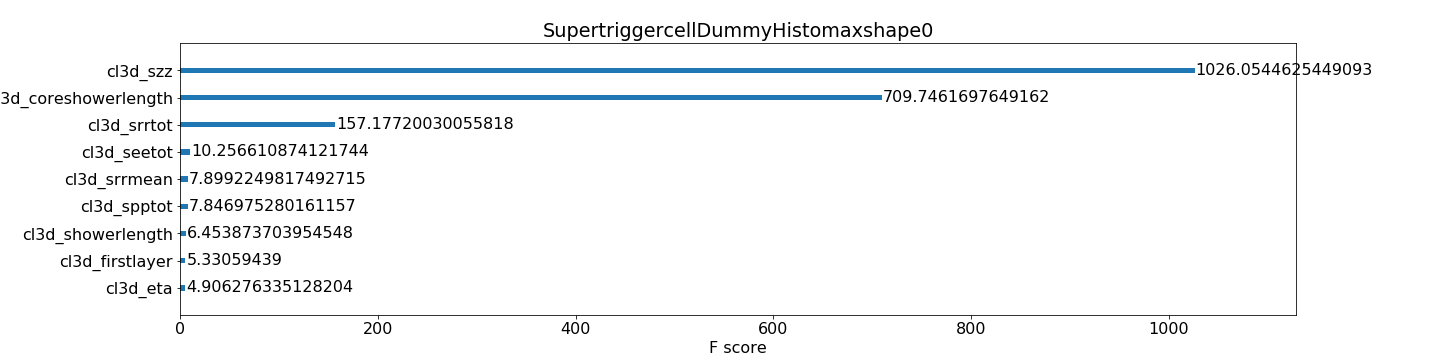 SupertriggercellDummyHistomaxshape0
cl3d_szz 1026.0544625449093
3d_coreshowerlength 709.7461697649162
cl3d_srrtot 157.17720030055818
cl3d_seetot 10.256610874121744
cl3d_srrmean 7.8992249817492715
cl3d_spptot 7.846975280161157
cl3d_showerlength 6.453873703954548
cl3d_firstlayer 5.33059439
cl3d_eta 4.906276335128204
0 200 400 600 800 1000
F score